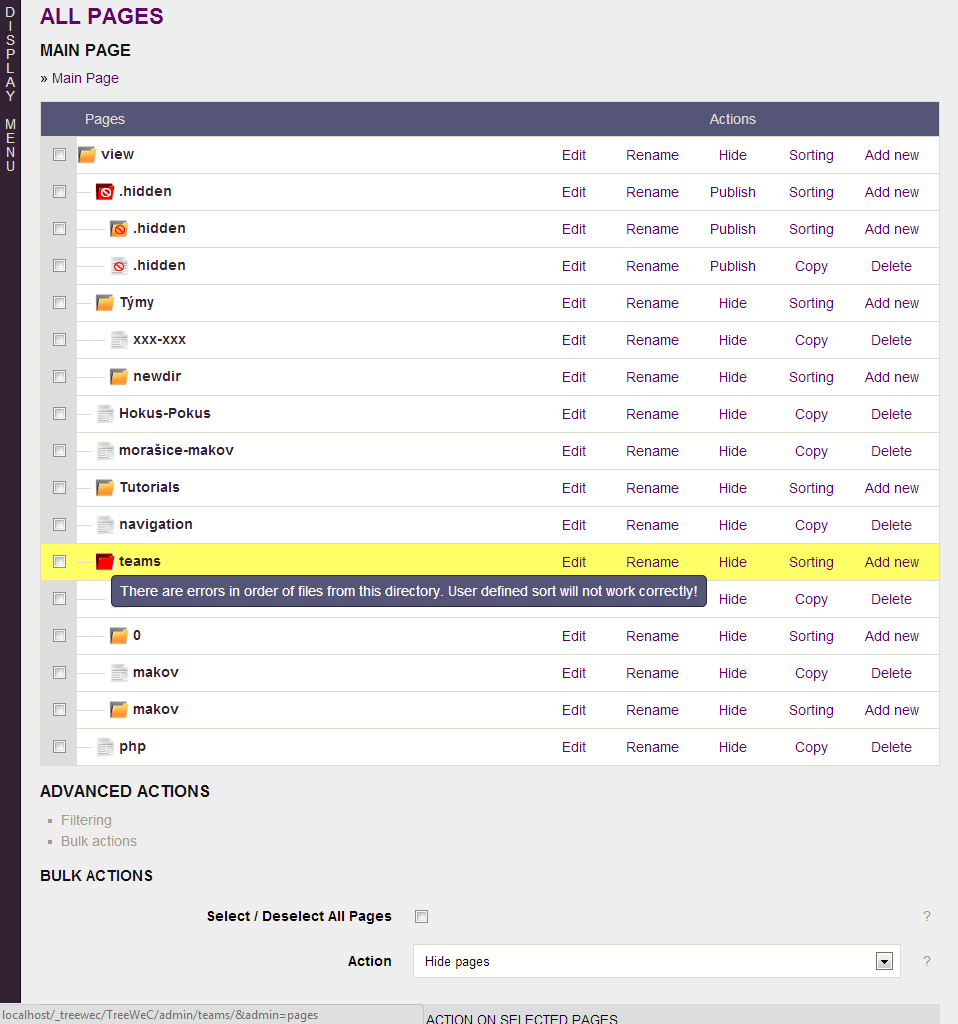 DISPLAY MENU
ALL PAGES
MAIN PAGE
» Main Page
Pages Actions
view Edit Rename Hide Sorting Add new
.hidden Edit Rename Publish Sorting Add new
.hidden Edit Rename Publish Sorting Add new
.hidden Edit Rename Publish Copy Delete
Týmy Edit Rename Hide Sorting Add new
xxx-xxx Edit Rename Hide Copy Delete
newdir Edit Rename Hide Sorting Add new
Hokus-Pokus Edit Rename Hide Copy Delete
morašice-makov Edit Rename Hide Copy Delete
Tutorials Edit Rename Hide Sorting Add new
navigation Edit Rename Hide Copy Delete
teams Edit Rename Hide Sorting Add new
There are errors in order of files from this directory. User defined sort will not work correctly! Hide Copy Delete
0 Edit Rename Hide Sorting Add new
makov Edit Rename Hide Copy Delete
makov Edit Rename Hide Sorting Add new
php Edit Rename Hide Copy Delete
ADVANCED ACTIONS
Filtering
Bulk actions
BULK ACTIONS
Select / Deselect All Pages ?
Action Hide pages ?
localhost/_treewec/TreeWeC/admin/teams/&admin=pages
ACTION ON SELECTED PAGES